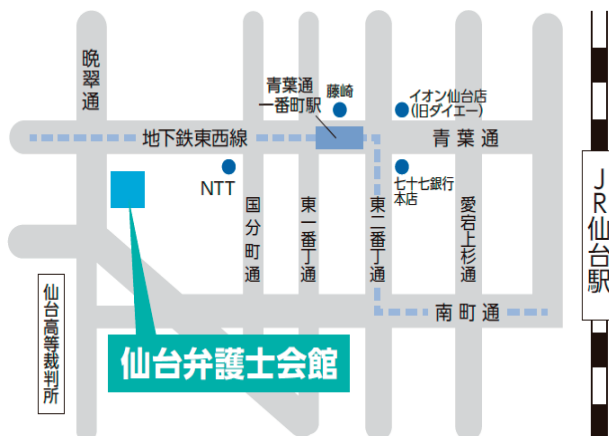 晩翠通
青葉通
一番町駅
藤崎
イオン仙台店
(旧ダイエー)
地下鉄東西線
青葉通
NTT
七十七銀行
本店
国分町通
東一番丁通
東二番丁通
愛宕上杉通
JR仙台駅
南町通
仙台高等裁判所
仙台弁護士会館